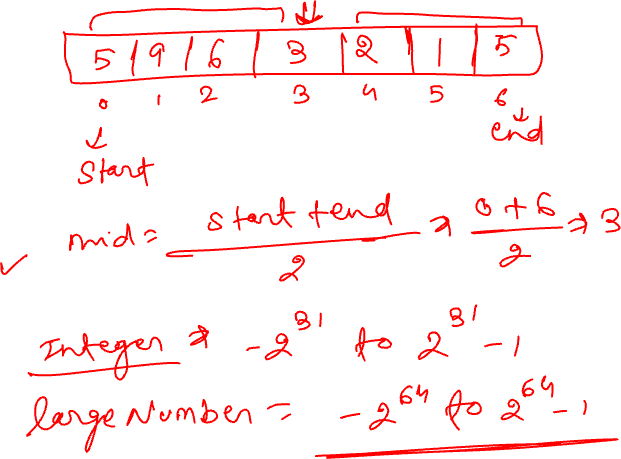 5 9 6 3 2 1 5
0 1 2 3 4 5 6
start end
mid = start + end / 2 → 0 + 6 / 2 → 3
Integer → -2^31 to 2^31 - 1
large Number = -2^64 to 2^64 - 1